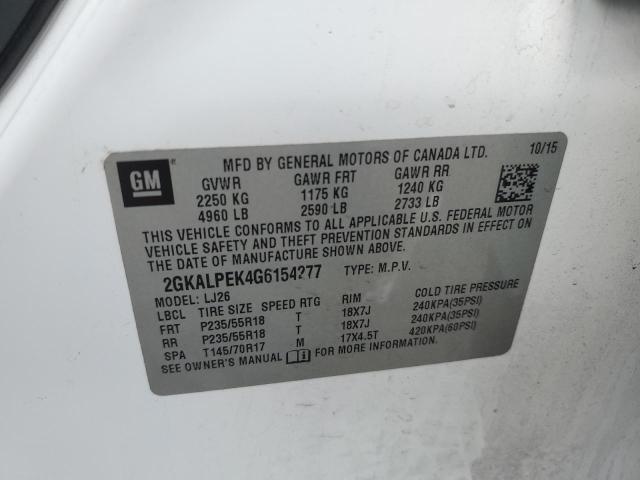 GM
MFD BY GENERAL MOTORS OF CANADA LTD. 10/15
GVWR GAWR FRT GAWR RR
2250 KG 1175 KG 1240 KG
4960 LB 2590 LB 2733 LB
THIS VEHICLE CONFORMS TO ALL APPLICABLE U.S. FEDERAL MOTOR
VEHICLE SAFETY AND THEFT PREVENTION STANDARDS IN EFFECT ON
THE DATE OF MANUFACTURE SHOWN ABOVE.
TYPE: M.P.V.
MODEL: LJ26
LBCL TIRE SIZE SPEED RTG RIM COLD TIRE PRESSURE
FRT P235/55R18 T 18X7J 240KPA(35PSI)
RR P235/55R18 T 18X7J 240KPA(35PSI)
SPA T145/70R17 M 17X4.5T 420KPA(60PSI)
SEE OWNER'S MANUAL FOR MORE INFORMATION.